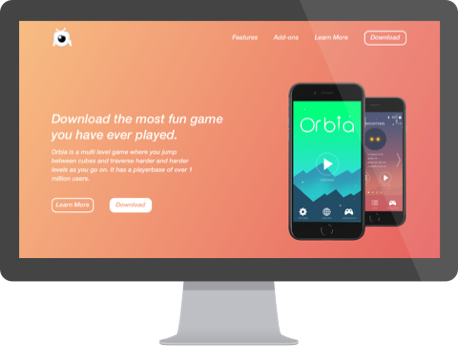 Features Add-ons Learn More Download
Download the most fun game
you have ever played.
Orbia is a multi level game where you jump
between cubes and traverse harder and harder
levels as you go on. It has a playerbase of over 1
million users.
Learn More Download
Orbia